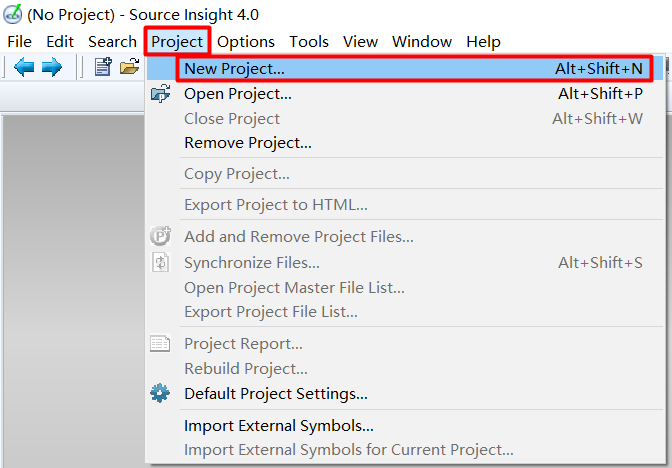 (No Project) - Source Insight 4.0
File Edit Search Project Options Tools View Window Help
New Project... Alt+Shift+N
Open Project... Alt+Shift+P
Close Project Alt+Shift+W
Remove Project...
Copy Project...
Export Project to HTML...
Add and Remove Project Files...
Synchronize Files... Alt+Shift+S
Open Project Master File List...
Export Project File List...
Project Report...
Rebuild Project...
Default Project Settings...
Import External Symbols...
Import External Symbols for Current Project...